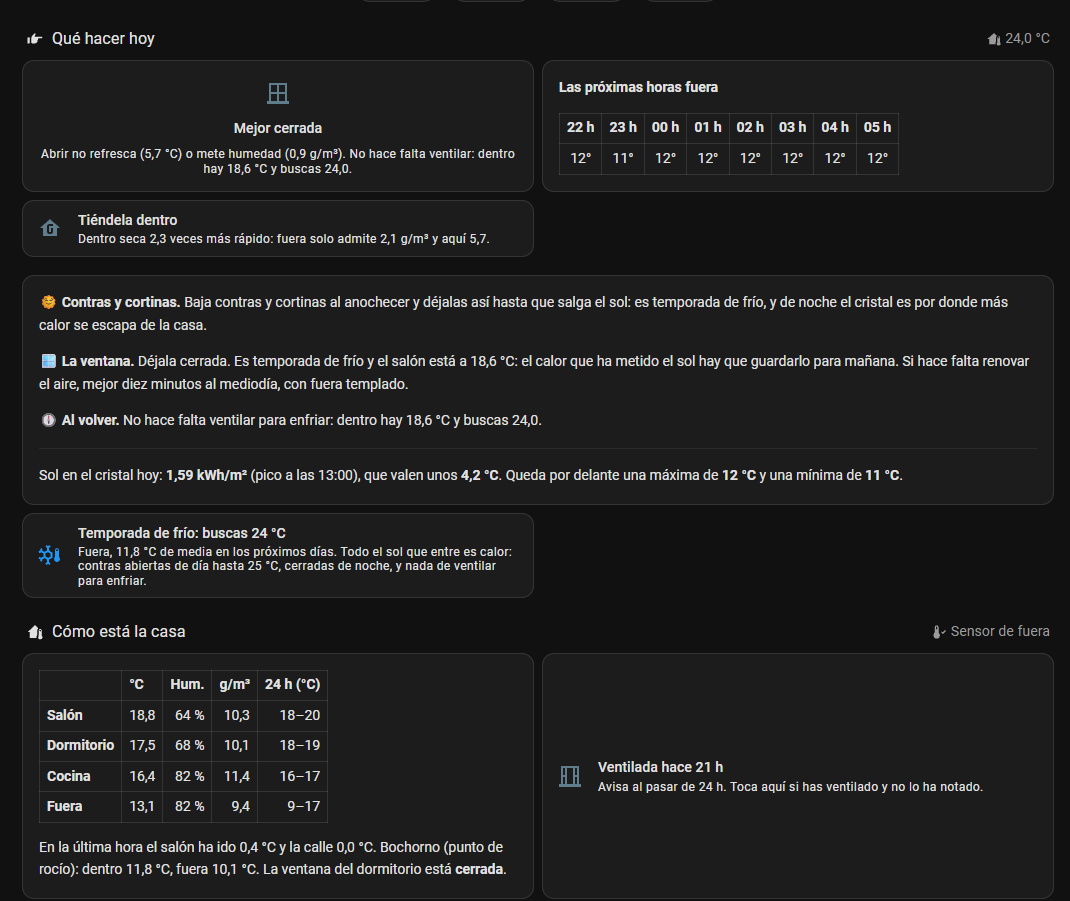 Qué hacer hoy
24,0 °C
Mejor cerrada
Abrir no refresca (5,7 °C) o mete humedad (0,9 g/m³). No hace falta ventilar: dentro
hay 18,6 °C y buscas 24,0.
Las próximas horas fuera
22 h 23 h 00 h 01 h 02 h 03 h 04 h 05 h
12° 11° 12° 12° 12° 12° 12° 12°
Tiéndela dentro
Dentro seca 2,3 veces más rápido: fuera solo admite 2,1 g/m³ y aquí 5,7.
Contras y cortinas. Baja contras y cortinas al anochecer y déjalas así hasta que salga el sol: es temporada de frío, y de noche el cristal es por donde más
calor se escapa de la casa.
La ventana. Déjala cerrada. Es temporada de frío y el salón está a 18,6 °C: el calor que ha metido el sol hay que guardarlo para mañana. Si hace falta renovar
el aire, mejor diez minutos al mediodía, con fuera templado.
Al volver. No hace falta ventilar para enfriar: dentro hay 18,6 °C y buscas 24,0.
Sol en el cristal hoy: 1,59 kWh/m² (pico a las 13:00), que valen unos 4,2 °C. Queda por delante una máxima de 12 °C y una mínima de 11 °C.
Temporada de frío: buscas 24 °C
Fuera, 11,8 °C de media en los próximos días. Todo el sol que entre es calor:
contras abiertas de día hasta 25 °C, cerradas de noche, y nada de ventilar
para enfriar.
Cómo está la casa
Sensor de fuera
°C Hum. g/m³ 24 h (°C)
Salón 18,8 64 % 10,3 18–20
Dormitorio 17,5 68 % 10,1 18–19
Cocina 16,4 82 % 11,4 16–17
Fuera 13,1 82 % 9,4 9–17
En la última hora el salón ha ido 0,4 °C y la calle 0,0 °C. Bochorno (punto de
rocío): dentro 11,8 °C, fuera 10,1 °C. La ventana del dormitorio está cerrada.
Ventilada hace 21 h
Avisa al pasar de 24 h. Toca aquí si has ventilado y no lo ha notado.